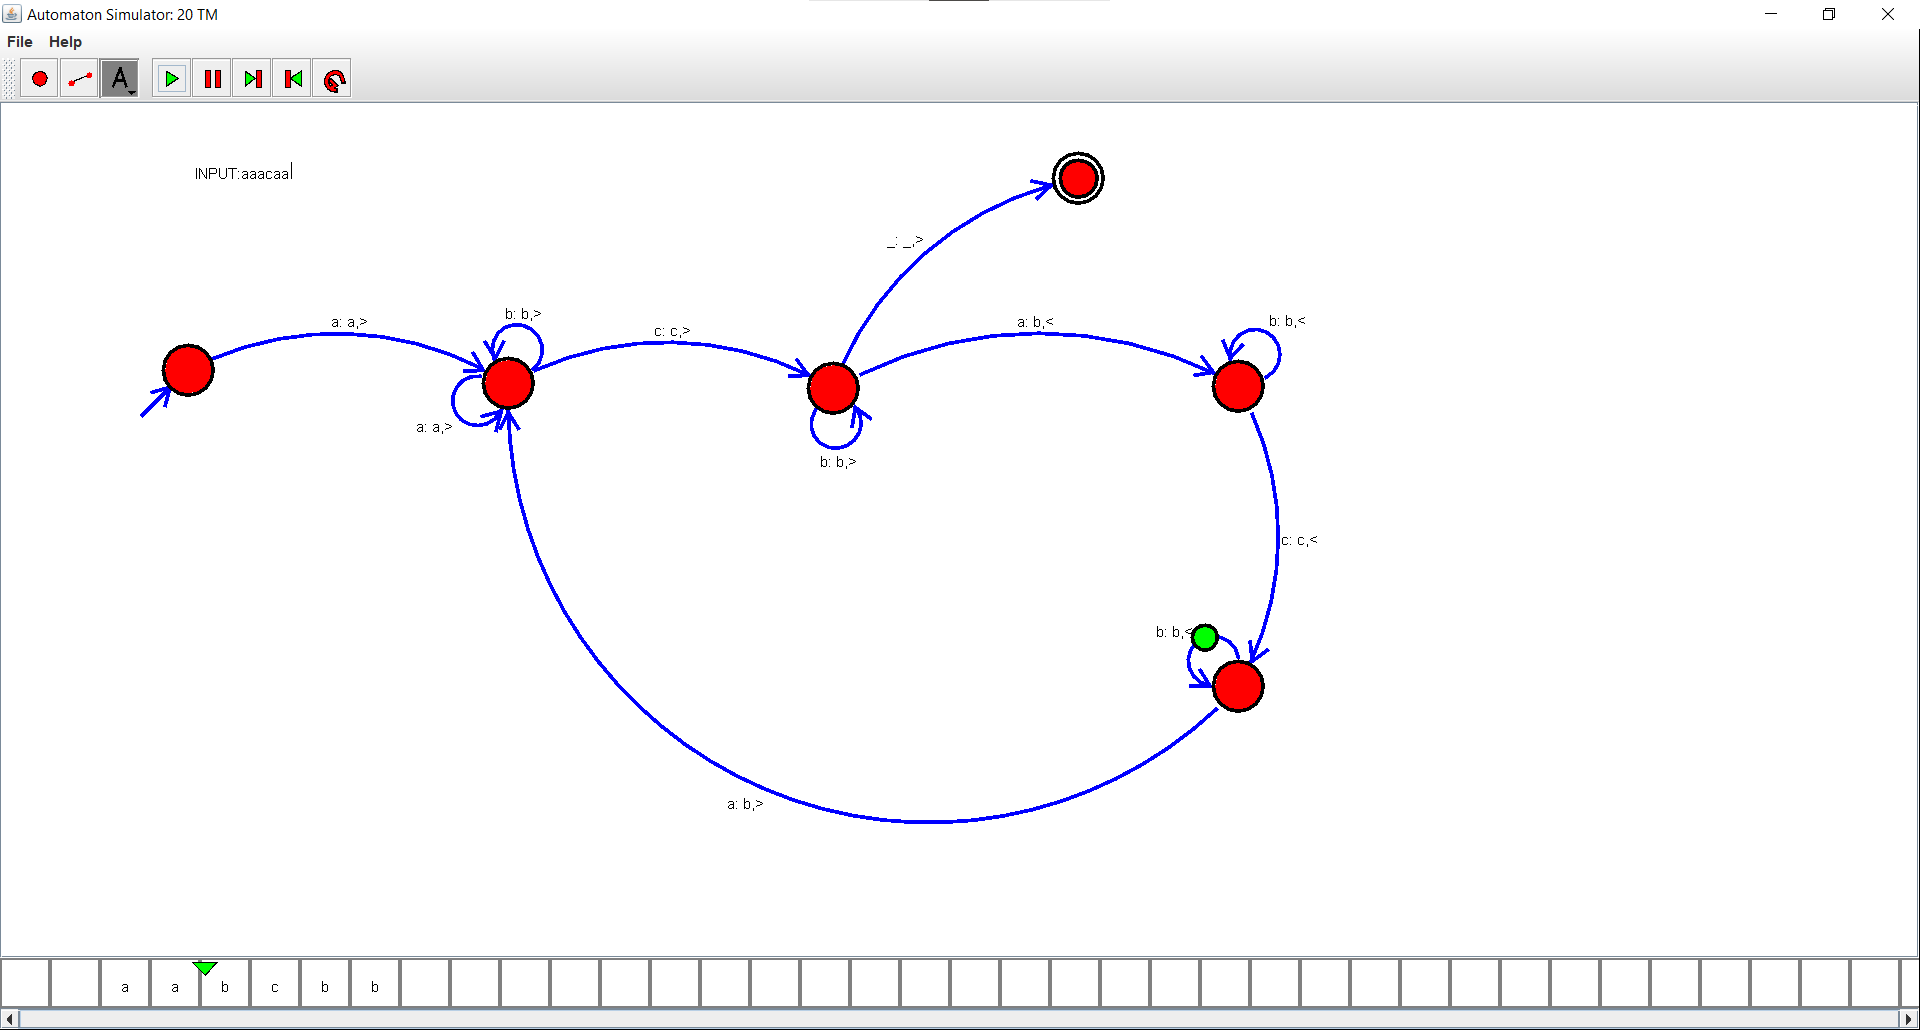 Automaton Simulator: 20 TM
File Help
A
INPUT:aaacaa
_: _,>
b: b,>
a: a,>
c: c,>
a: b,<
b: b,<
a: a,>
b: b,>
c: c,<
b: b,<
a: b,>
a a b c b b